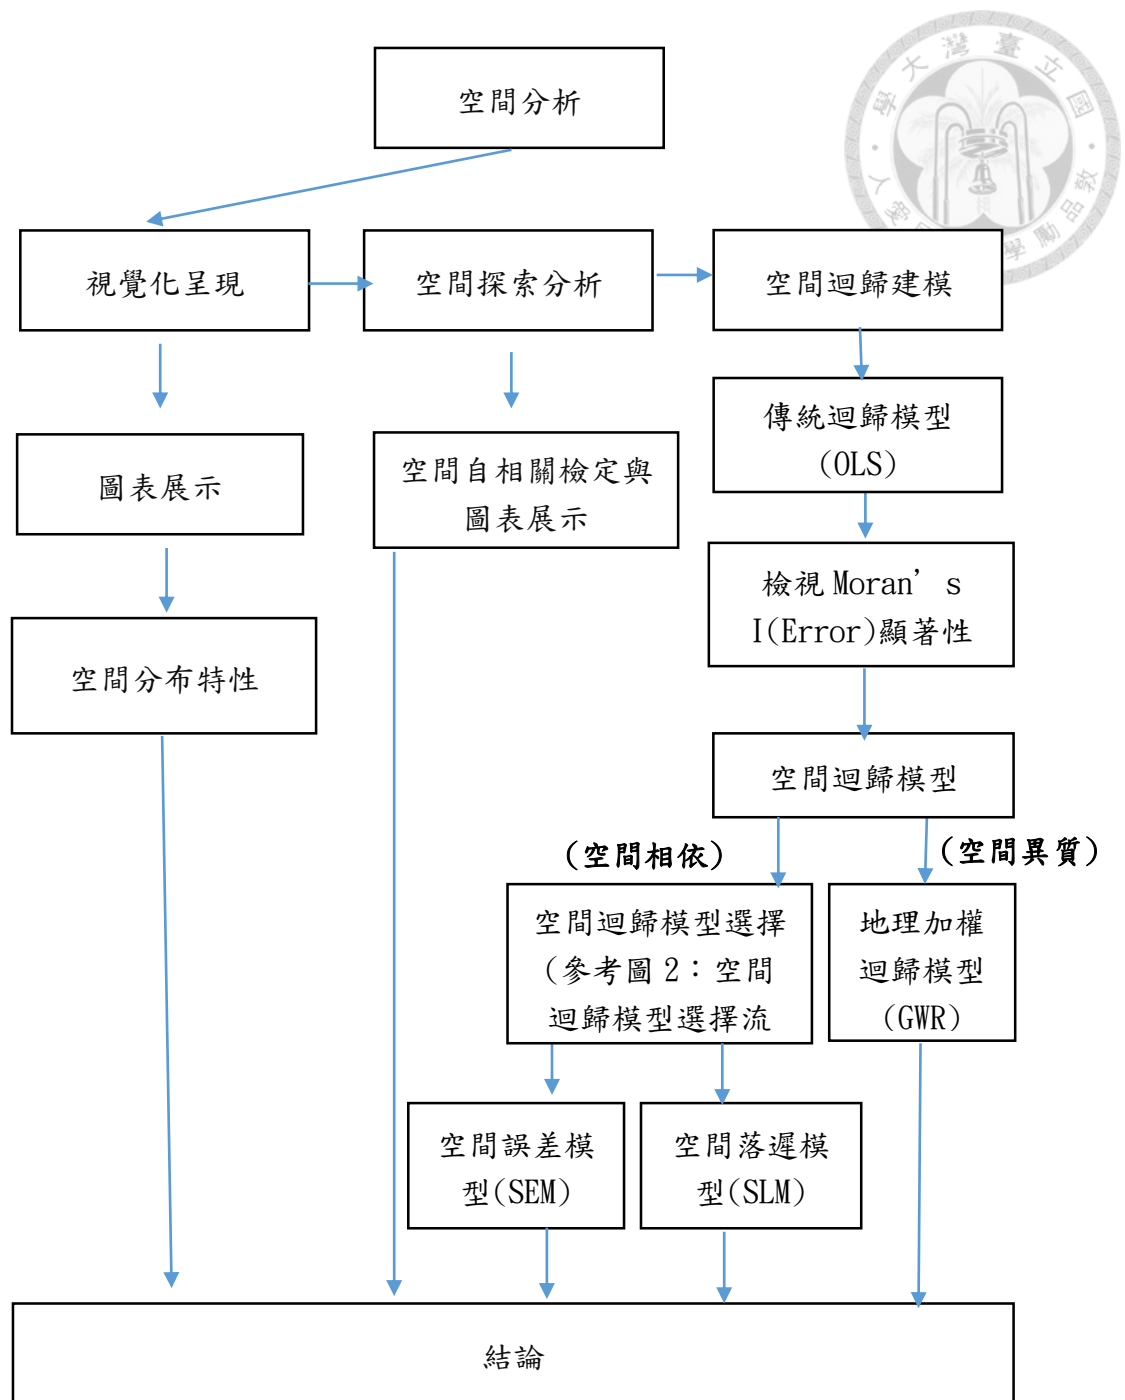 國立臺灣大學
空間分析
視覺化呈現
空間探索分析
空間迴歸建模
圖表展示
空間自相關檢定與
圖表展示
傳統迴歸模型
(OLS)
空間分布特性
檢視 Moran’s
I(Error)顯著性
空間迴歸模型
(空間相依)
(空間異質)
空間迴歸模型選擇
(參考圖 2：空間
迴歸模型選擇流
地理加權
迴歸模型
(GWR)
空間誤差模
型(SEM)
空間落遲模
型(SLM)
結論